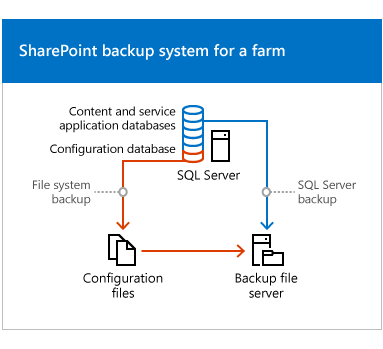 SharePoint backup system for a farm
Content and service
application databases
Configuration database
SQL Server
File system
backup
SQL Server
backup
Configuration
files
Backup file
server